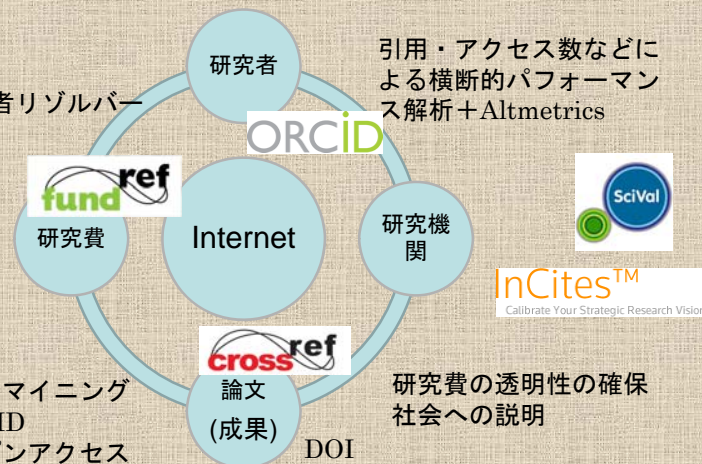 研究者
引用・アクセス数などに
よる横断的パフォーマン
ス解析＋Altmetrics
者リゾルバー
ORCiD
fundref
SciVal
研究費
Internet
研究機
関
InCites™
Calibrate Your Strategic Research Vision
crossref
論文
(成果)
マイニング
ID
ンアクセス
研究費の透明性の確保
社会への説明
DOI